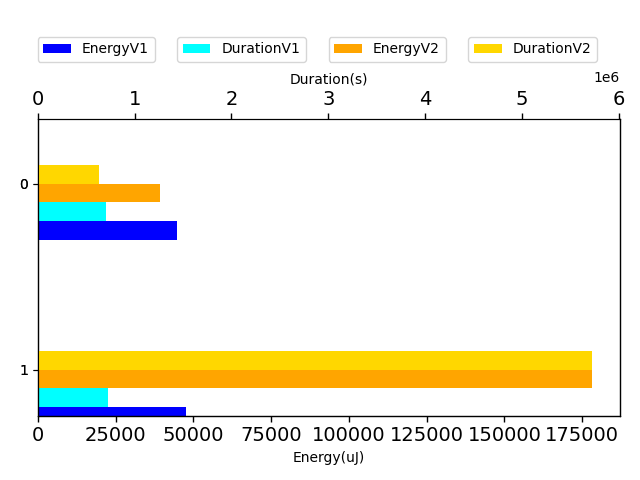 EnergyV1 DurationV1 EnergyV2 DurationV2
Duration(s)
1e6
0 1 2 3 4 5 6
0
1
0 25000 50000 75000 100000 125000 150000 175000
Energy(uJ)